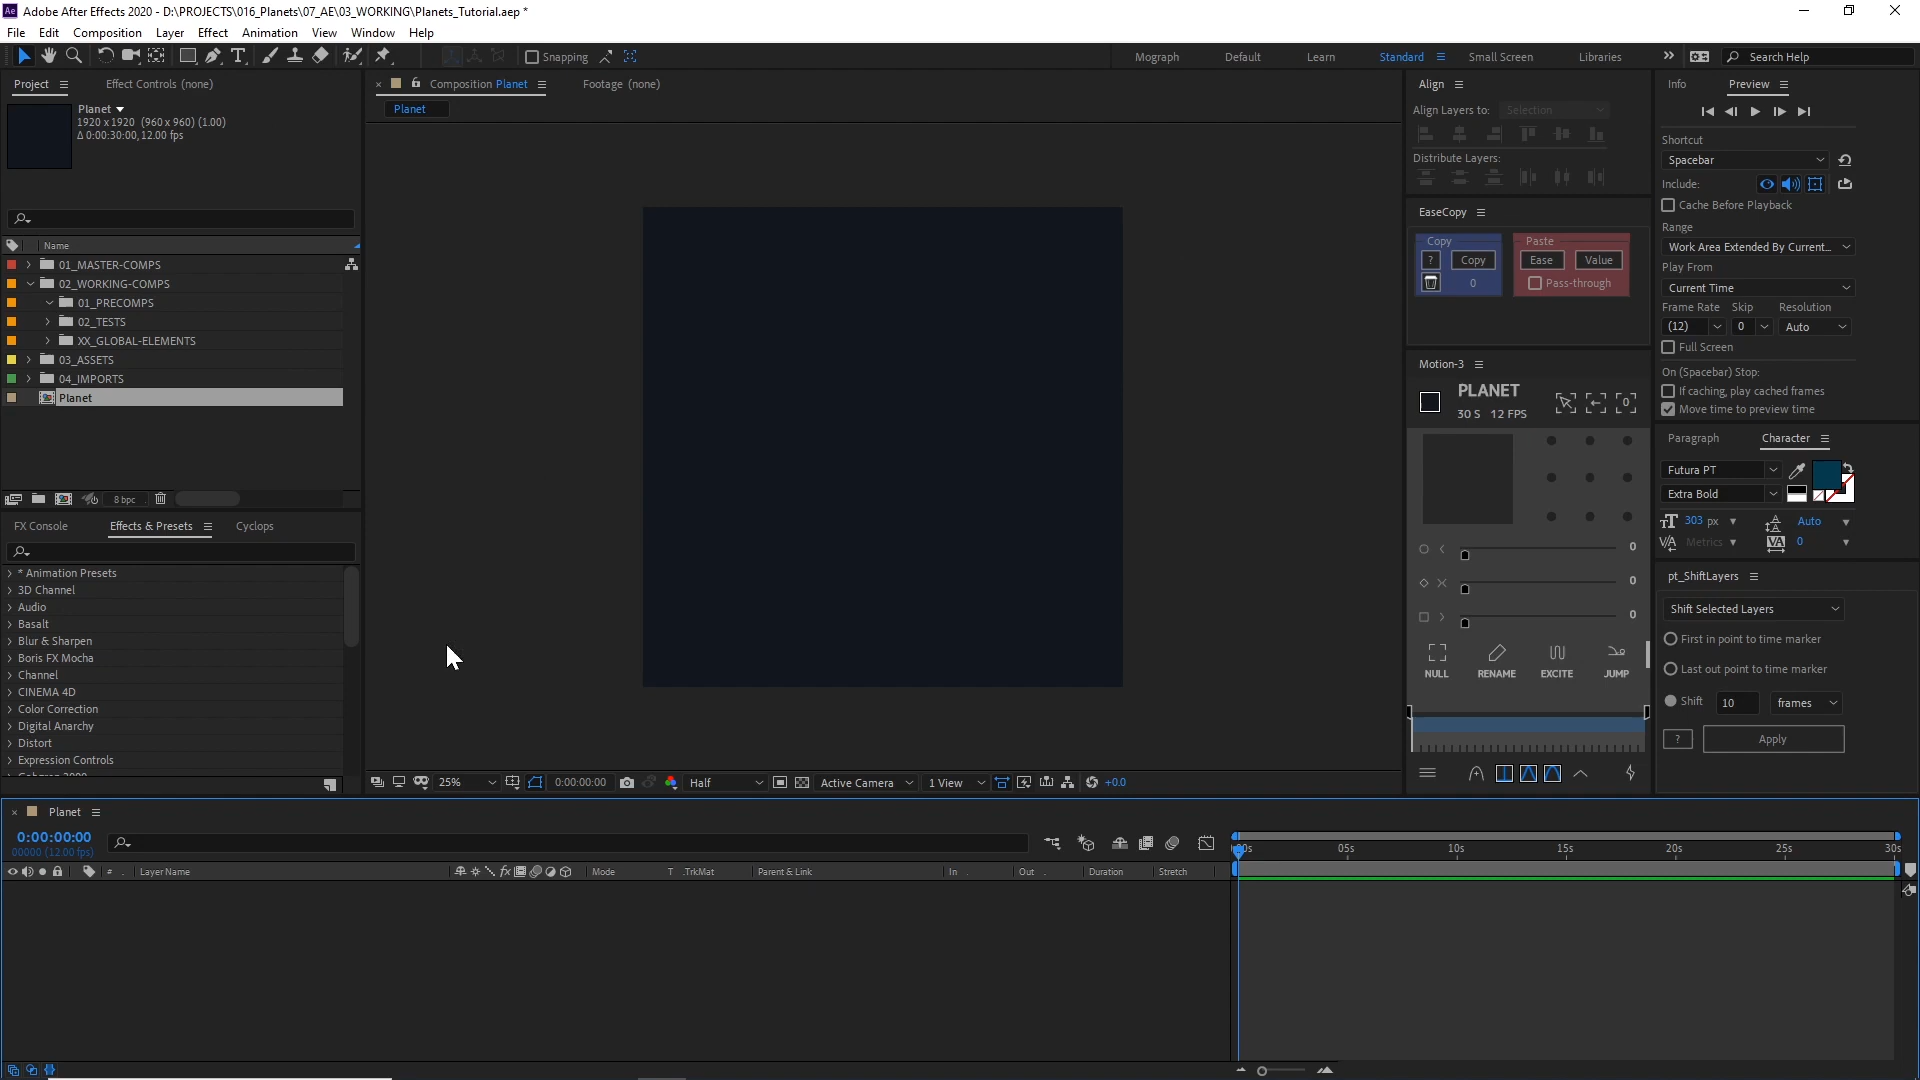 Adobe After Effects 2020 - D:\PROJECTS\016_Planets\07_AE\03_WORKING\Planets_Tutorial.aep *
File Edit Composition Layer Effect Animation View Window Help
Snapping Mograph Default Learn Standard Small Screen Libraries Search Help
Project Effect Controls (none)
Planet
1920 x 1920 (960 x 960) (1.00)
Δ 0:00:30:00, 12.00 fps
Name
01_MASTER-COMPS
02_WORKING-COMPS
01_PRECOMPS
02_TESTS
XX_GLOBAL-ELEMENTS
03_ASSETS
04_IMPORTS
Planet
8 bpc
FX Console Effects & Presets Cyclops
* Animation Presets
3D Channel
Audio
Basalt
Blur & Sharpen
Boris FX Mocha
Channel
CINEMA 4D
Color Correction
Digital Anarchy
Distort
Expression Controls
Composition Planet Footage (none)
Planet
25% 0:00:00:00 Half Active Camera 1 View +0.0
Align
Align Layers to: Selection
Distribute Layers:
EaseCopy
Copy Paste
? Copy Ease Value
0 Pass-through
Motion-3
PLANET
30 S 12 FPS
0
0
0
NULL RENAME EXCITE JUMP
Info Preview
Shortcut
Spacebar
Include:
Cache Before Playback
Range
Work Area Extended By Current...
Play From
Current Time
Frame Rate Skip Resolution
(12) 0 Auto
Full Screen
On (Spacebar) Stop:
If caching, play cached frames
Move time to preview time
Paragraph Character
Futura PT
Extra Bold
303 px Auto
Metrics 0
pt_ShiftLayers
Shift Selected Layers
First in point to time marker
Last out point to time marker
Shift 10 frames
? Apply
Planet
0:00:00:00
00000 (12.00 fps)
# Layer Name Mode T .TrkMat Parent & Link In Out Duration Stretch
05s 10s 15s 20s 25s 30s